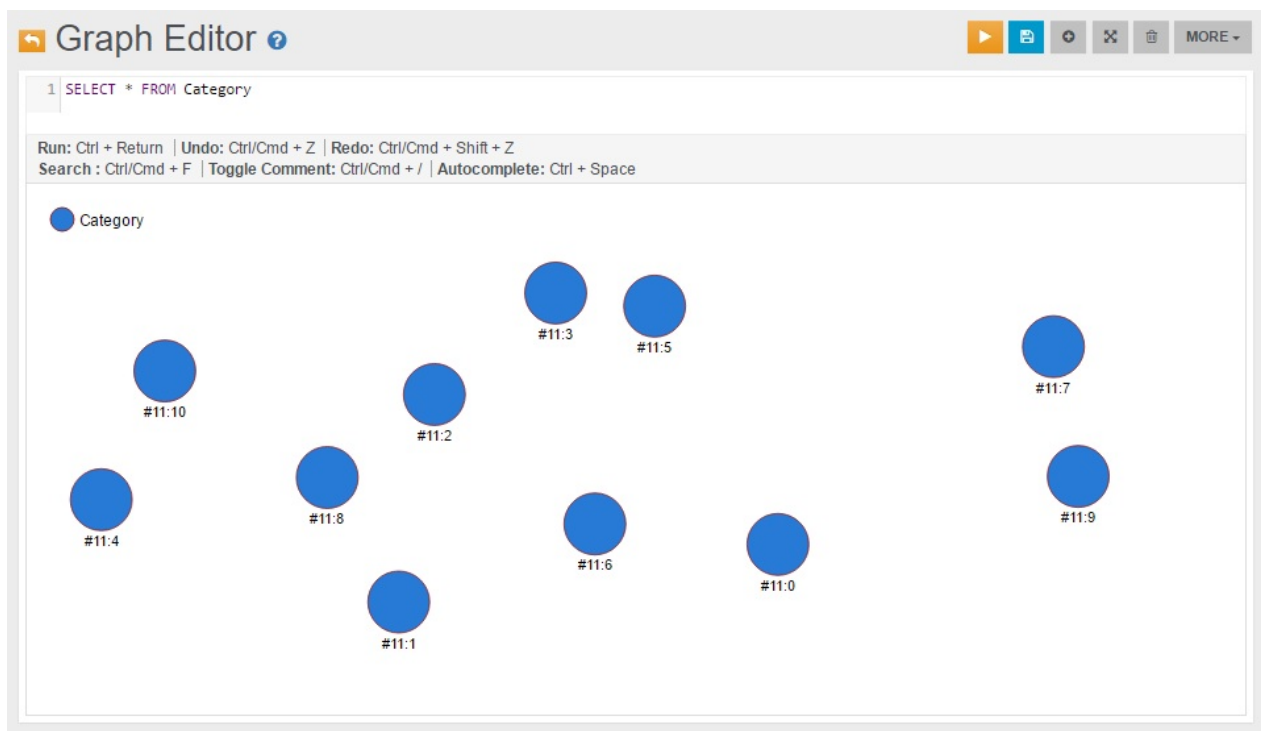 Graph Editor ?
MORE
1 SELECT * FROM Category
Run: Ctrl + Return | Undo: Ctrl/Cmd + Z | Redo: Ctrl/Cmd + Shift + Z
Search : Ctrl/Cmd + F | Toggle Comment: Ctrl/Cmd + / | Autocomplete: Ctrl + Space
Category
#11:3
#11:5
#11:7
#11:10
#11:2
#11:8
#11:9
#11:4
#11:6
#11:0
#11:1